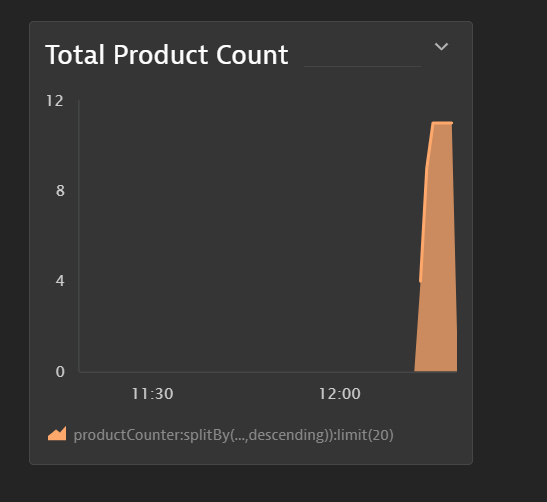 Total Product Count
12
8
4
0
11:30 12:00
productCounter:splitBy(...,descending)):limit(20)